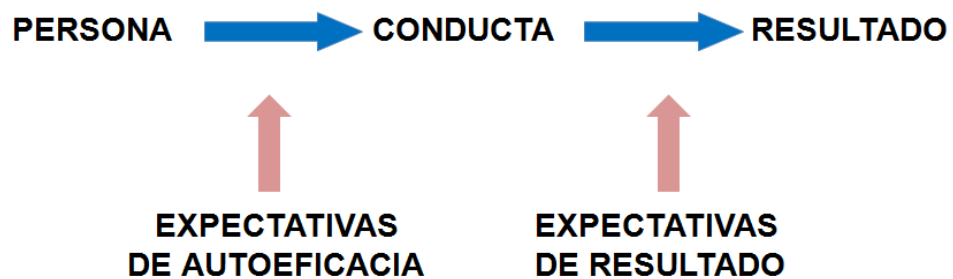 PERSONA CONDUCTA RESULTADO
EXPECTATIVAS EXPECTATIVAS
DE AUTOEFICACIA DE RESULTADO